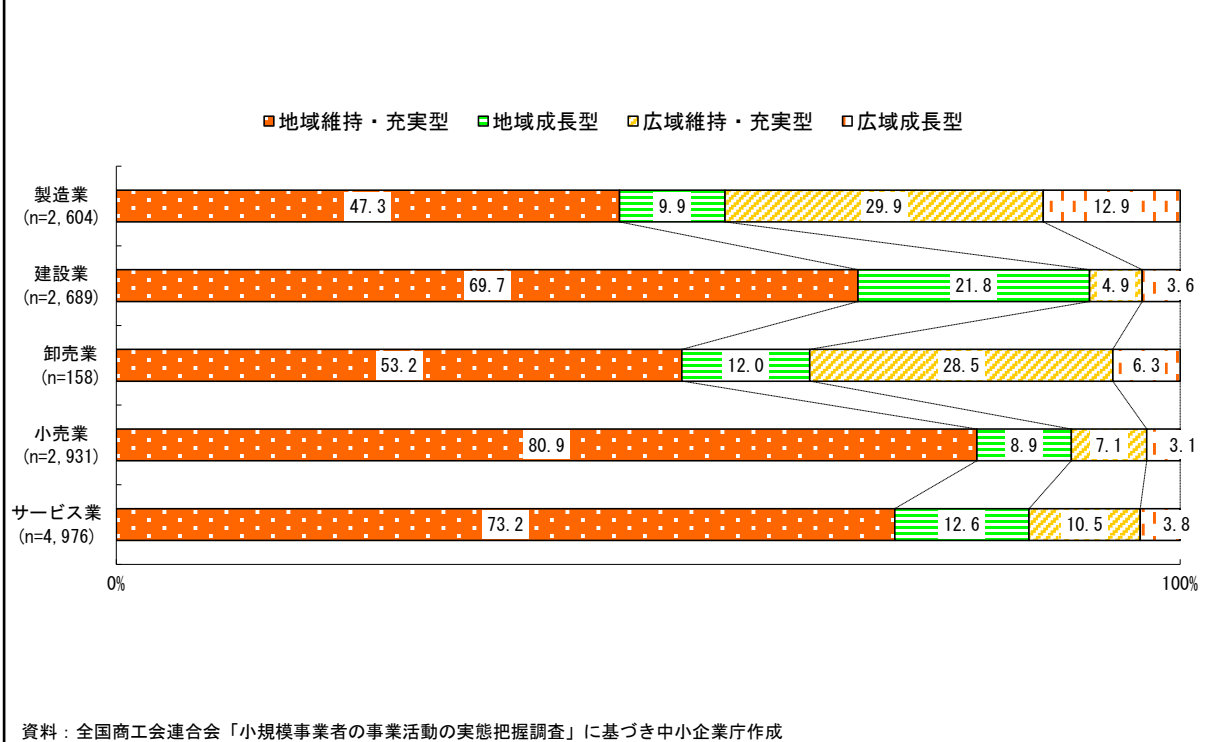 地域維持・充実型 地域成長型 広域維持・充実型 広域成長型
製造業
(n=2,604)
47.3 9.9 29.9 12.9
建設業
(n=2,689)
69.7 21.8 4.9 3.6
卸売業
(n=158)
53.2 12.0 28.5 6.3
小売業
(n=2,931)
80.9 8.9 7.1 3.1
サービス業
(n=4,976)
73.2 12.6 10.5 3.8
0% 100%
資料：全国商工会連合会「小規模事業者の事業活動の実態把握調査」に基づき中小企業庁作成